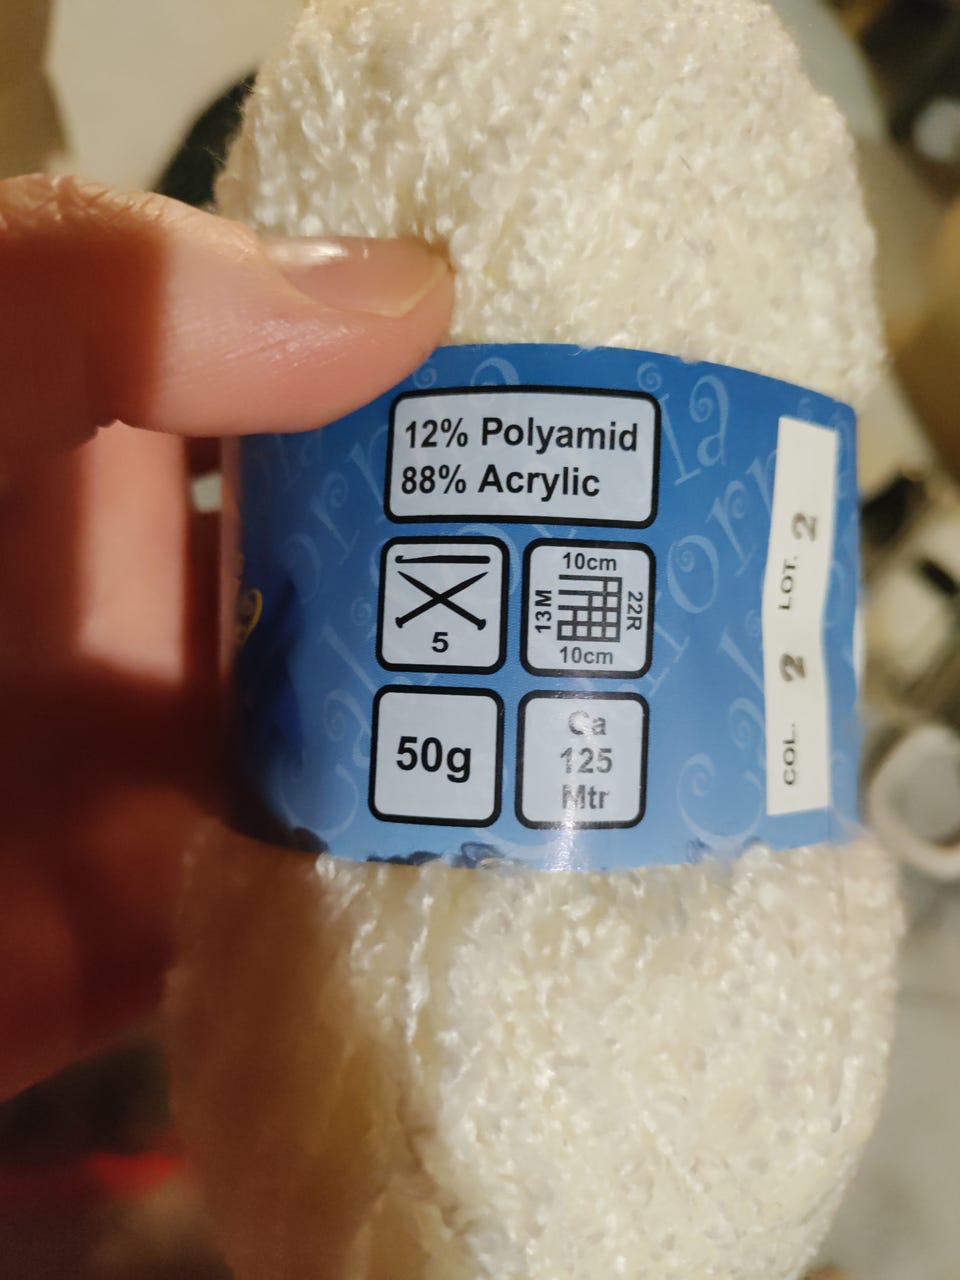 12% Polyamid
88% Acrylic
5
10cm
13M
22R
10cm
50g
Ca
125
Mtr
COL. 2 LOT. 2